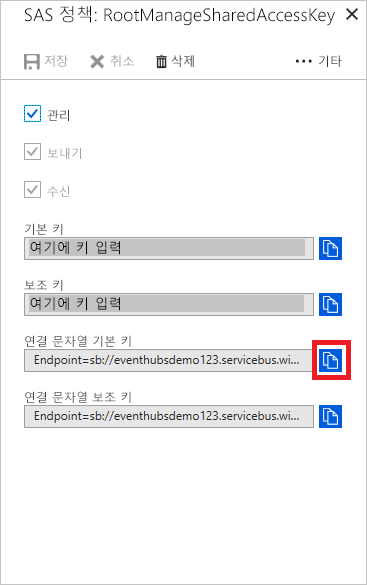 SAS 정책: RootManageSharedAccessKey
저장 취소 삭제 기타
관리
보내기
수신
기본 키
여기에 키 입력
보조 키
여기에 키 입력
연결 문자열 기본 키
Endpoint=sb://eventhubsdemo123.servicebus.wi...
연결 문자열 보조 키
Endpoint=sb://eventhubsdemo123.servicebus.wi...